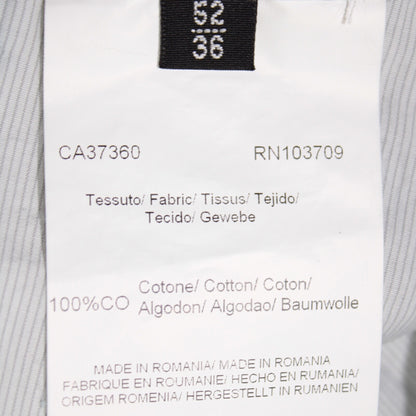 52
36
CA37360 RN103709
Tessuto/ Fabric/ Tissus/ Tejido/
Tecido/ Gewebe
Cotone/ Cotton/ Coton/
100%CO Algodon/ Algodao/ Baumwolle
MADE IN ROMANIA/ MADE IN ROMANIA
FABRIQUE EN ROUMANIE/ HECHO EN RUMANIA/
ORIGEM ROMENIA/ HERGESTELLT IN RUMANIEN